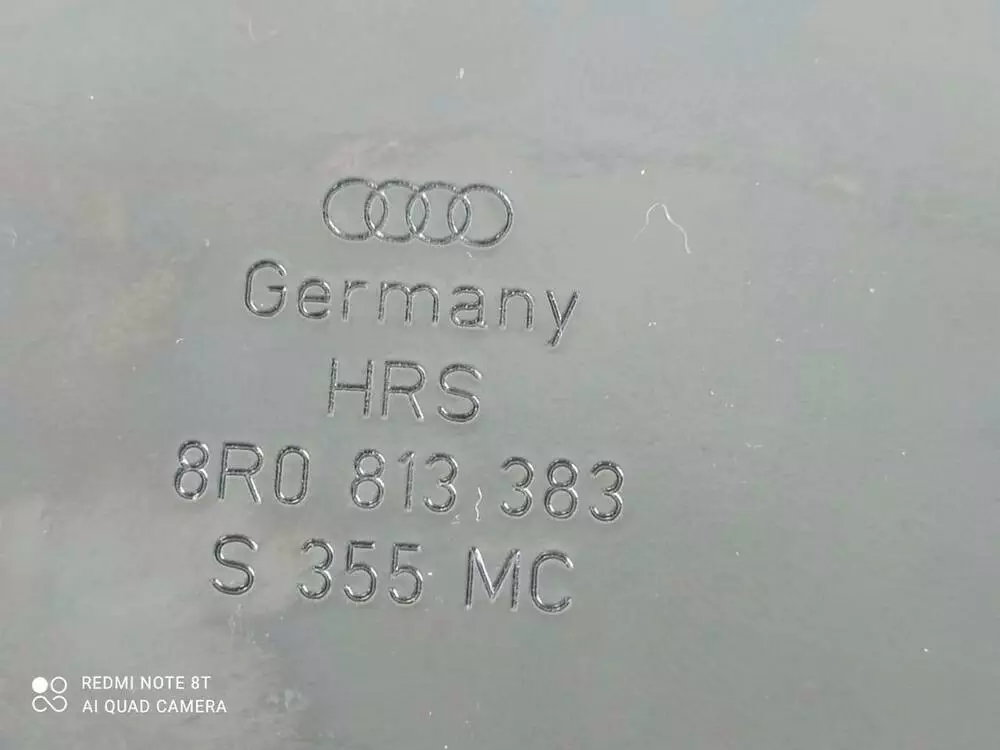 Germany
HRS
8R0 813 383
S 355 MC
REDMI NOTE 8T
AI QUAD CAMERA